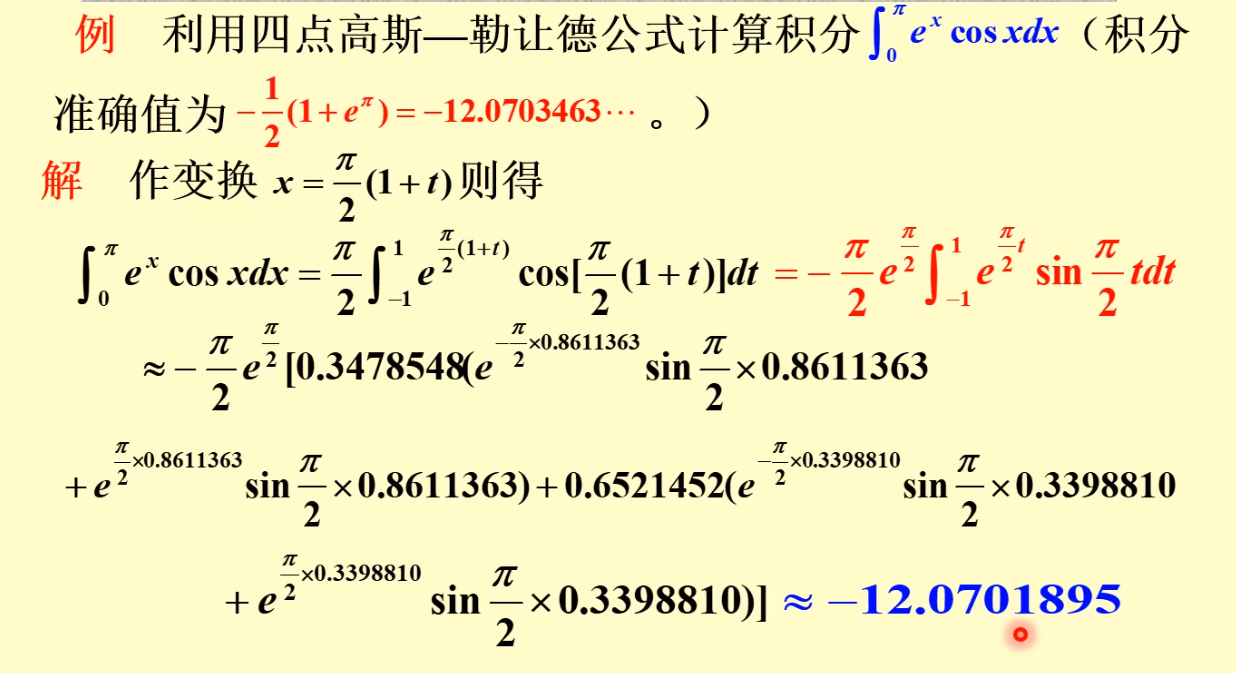 例 利用四点高斯—勒让德公式计算积分 $\int_0^{\pi} e^x \cos xdx$（积分
准确值为 $-\frac{1}{2}(1+e^{\pi})=-12.0703463\cdots$ 。）
解 作变换 $x=\frac{\pi}{2}(1+t)$ 则得
$\int_0^{\pi} e^x \cos xdx = \frac{\pi}{2}\int_{-1}^{1} e^{\frac{\pi}{2}(1+t)} \cos[\frac{\pi}{2}(1+t)]dt = -\frac{\pi}{2}e^{\frac{\pi}{2}}\int_{-1}^{1} e^{\frac{\pi}{2}t} \sin\frac{\pi}{2}tdt$
$\approx -\frac{\pi}{2}e^{\frac{\pi}{2}}[0.3478548(e^{-\frac{\pi}{2}\times 0.8611363} \sin\frac{\pi}{2}\times 0.8611363$
$+e^{\frac{\pi}{2}\times 0.8611363} \sin\frac{\pi}{2}\times 0.8611363)+0.6521452(e^{-\frac{\pi}{2}\times 0.3398810} \sin\frac{\pi}{2}\times 0.3398810$
$+e^{\frac{\pi}{2}\times 0.3398810} \sin\frac{\pi}{2}\times 0.3398810)] \approx -12.0701895$